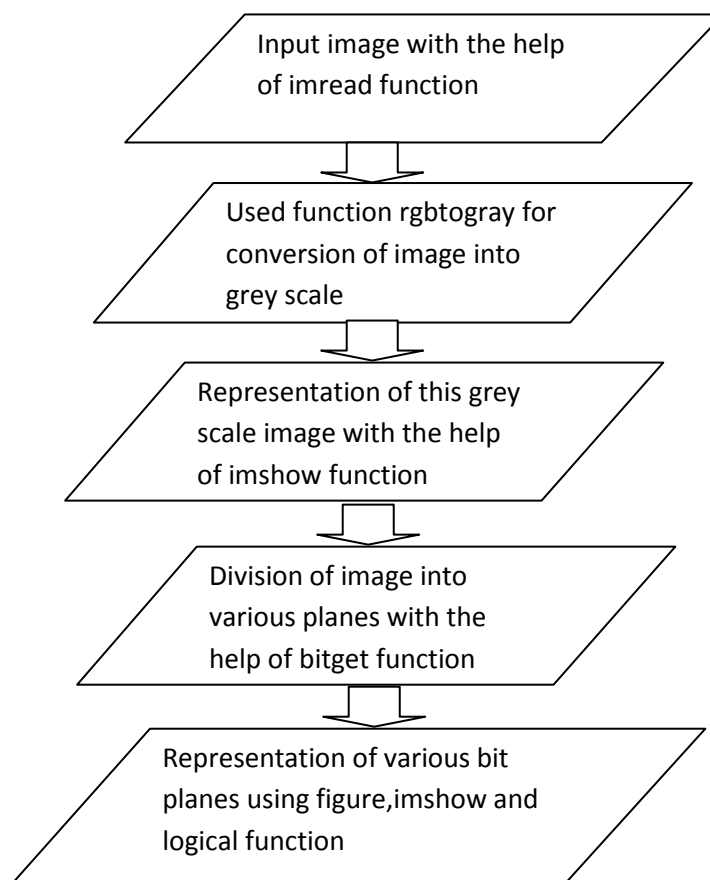 Input image with the help
of imread function
Used function rgbtogray for
conversion of image into
grey scale
Representation of this grey
scale image with the help
of imshow function
Division of image into
various planes with the
help of bitget function
Representation of various bit
planes using figure,imshow and
logical function